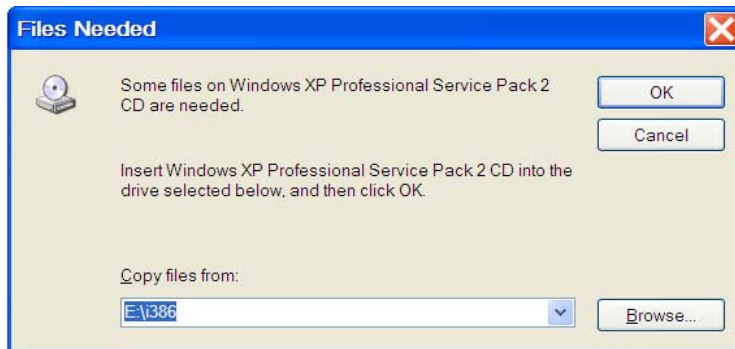 Files Needed
Some files on Windows XP Professional Service Pack 2
CD are needed.
OK
Cancel
Insert Windows XP Professional Service Pack 2 CD into the
drive selected below, and then click OK.
Copy files from:
E:\i386
Browse...